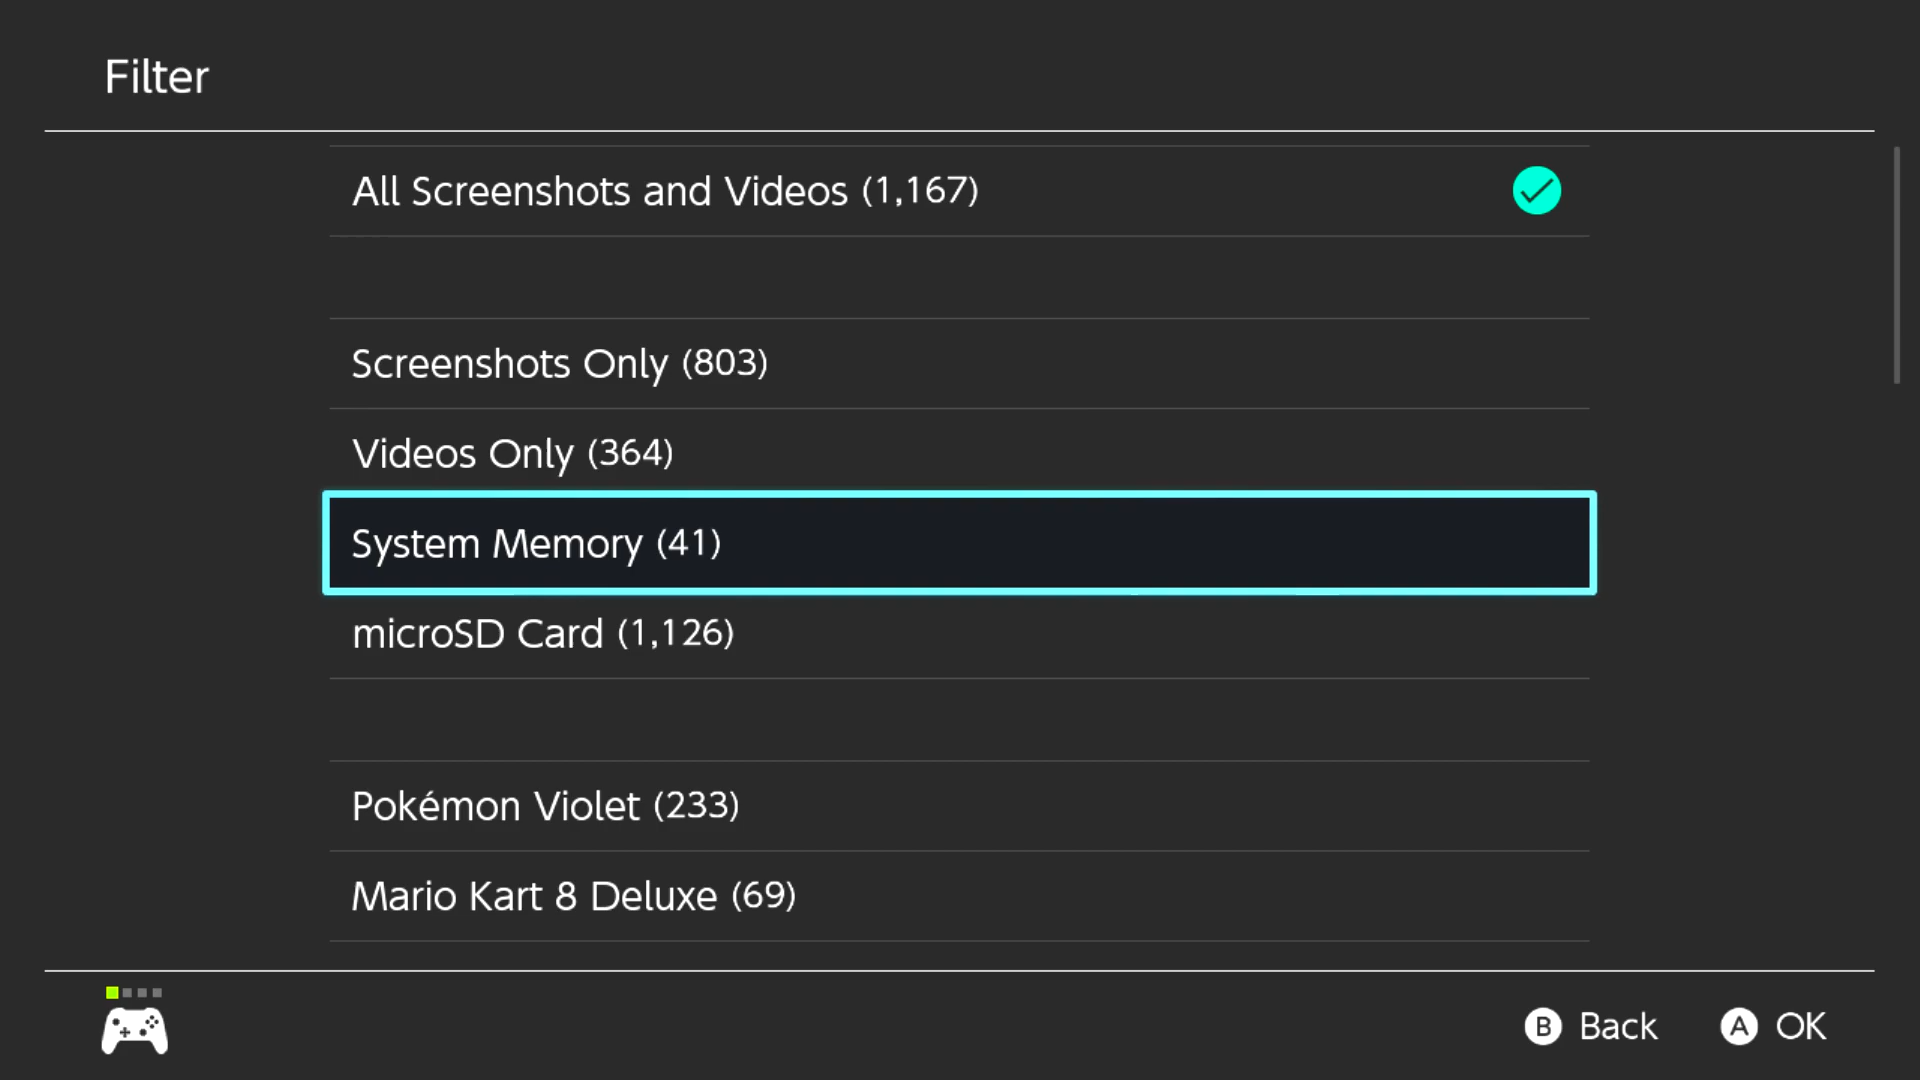 Filter
All Screenshots and Videos (1,167)
Screenshots Only (803)
Videos Only (364)
System Memory (41)
microSD Card (1,126)
Pokémon Violet (233)
Mario Kart 8 Deluxe (69)
B Back A OK